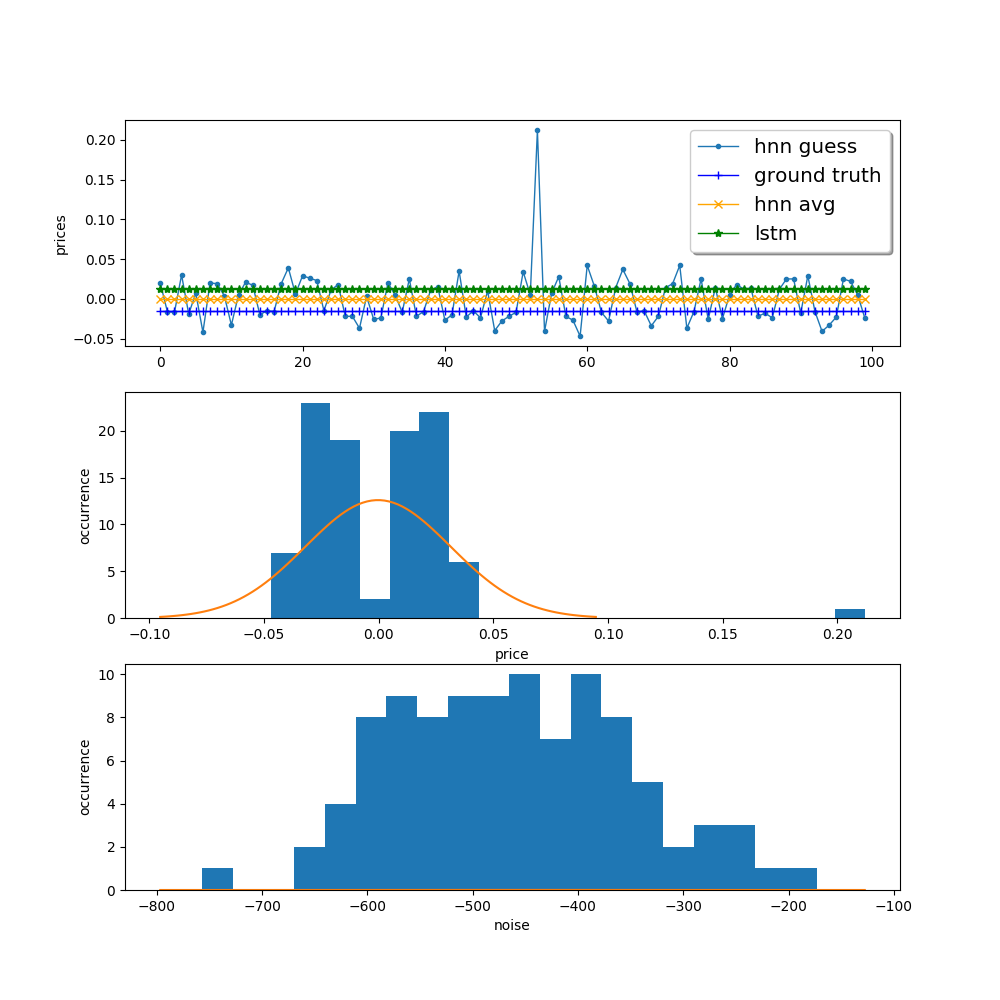 0.20
0.15
0.10
0.05
0.00
−0.05
prices
hnn guess
ground truth
hnn avg
lstm
0 20 40 60 80 100
20
15
10
5
0
occurrence
−0.10 −0.05 0.00 0.05 0.10 0.15 0.20
price
10
8
6
4
2
0
occurrence
−800 −700 −600 −500 −400 −300 −200 −100
noise